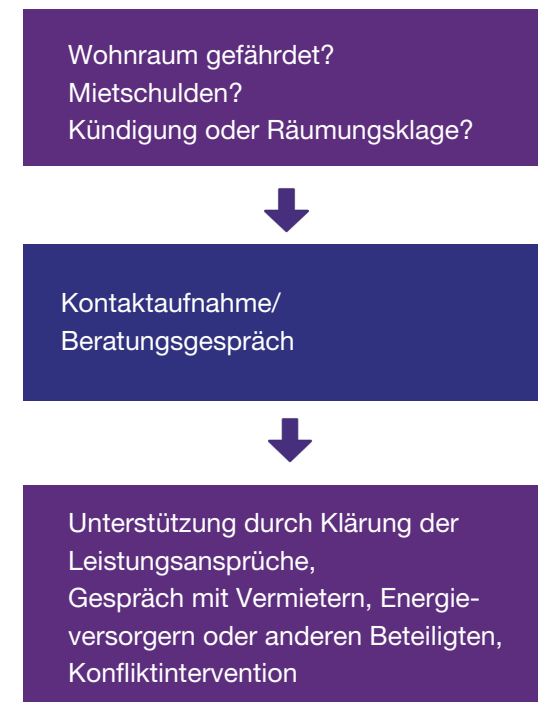 Wohnraum gefährdet?
Mietschulden?
Kündigung oder Räumungsklage?
Kontaktaufnahme/
Beratungsgespräch
Unterstützung durch Klärung der
Leistungsansprüche,
Gespräch mit Vermietern, Energie-
versorgern oder anderen Beteiligten,
Konfliktintervention